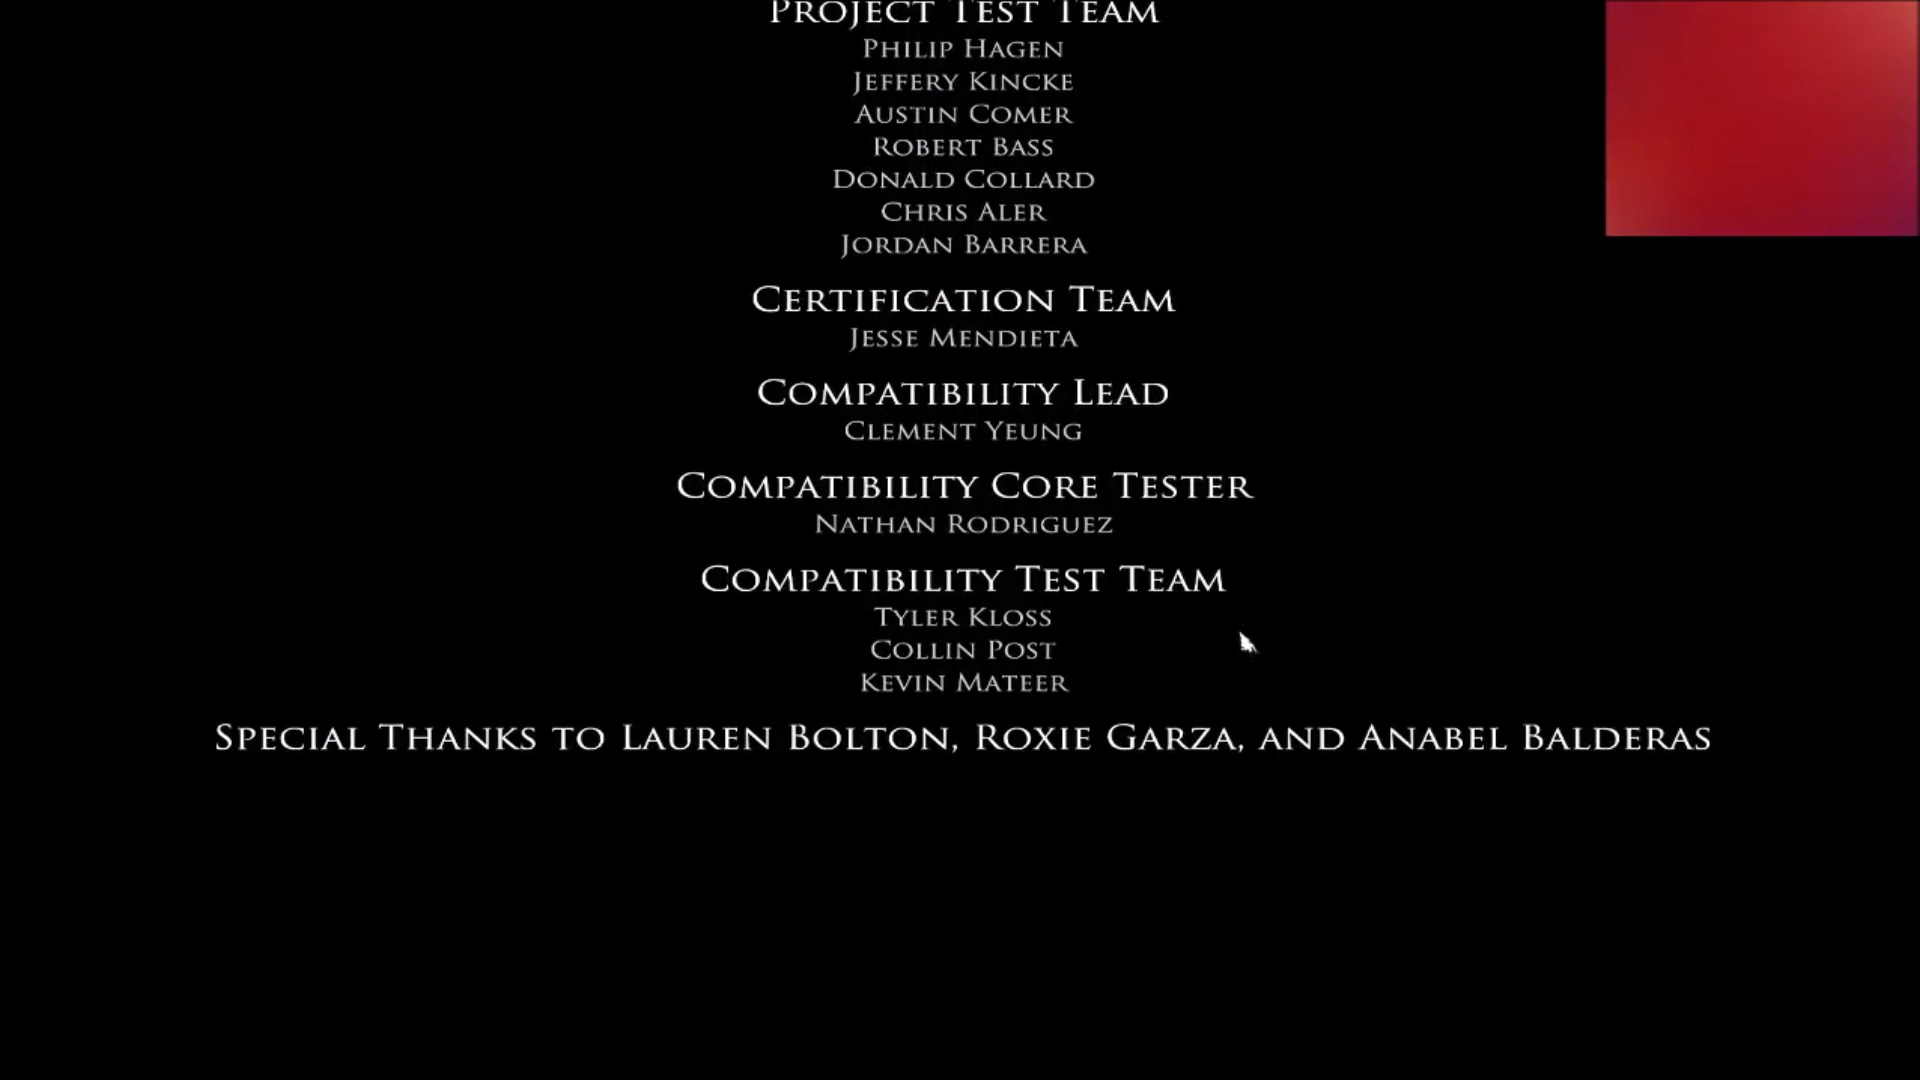 Project Test Team
Philip Hagen
Jeffery Kincke
Austin Comer
Robert Bass
Donald Collard
Chris Aler
Jordan Barrera
Certification Team
Jesse Mendieta
Compatibility Lead
Clement Yeung
Compatibility Core Tester
Nathan Rodriguez
Compatibility Test Team
Tyler Kloss
Collin Post
Kevin Mateer
Special Thanks to Lauren Bolton, Roxie Garza, and Anabel Balderas